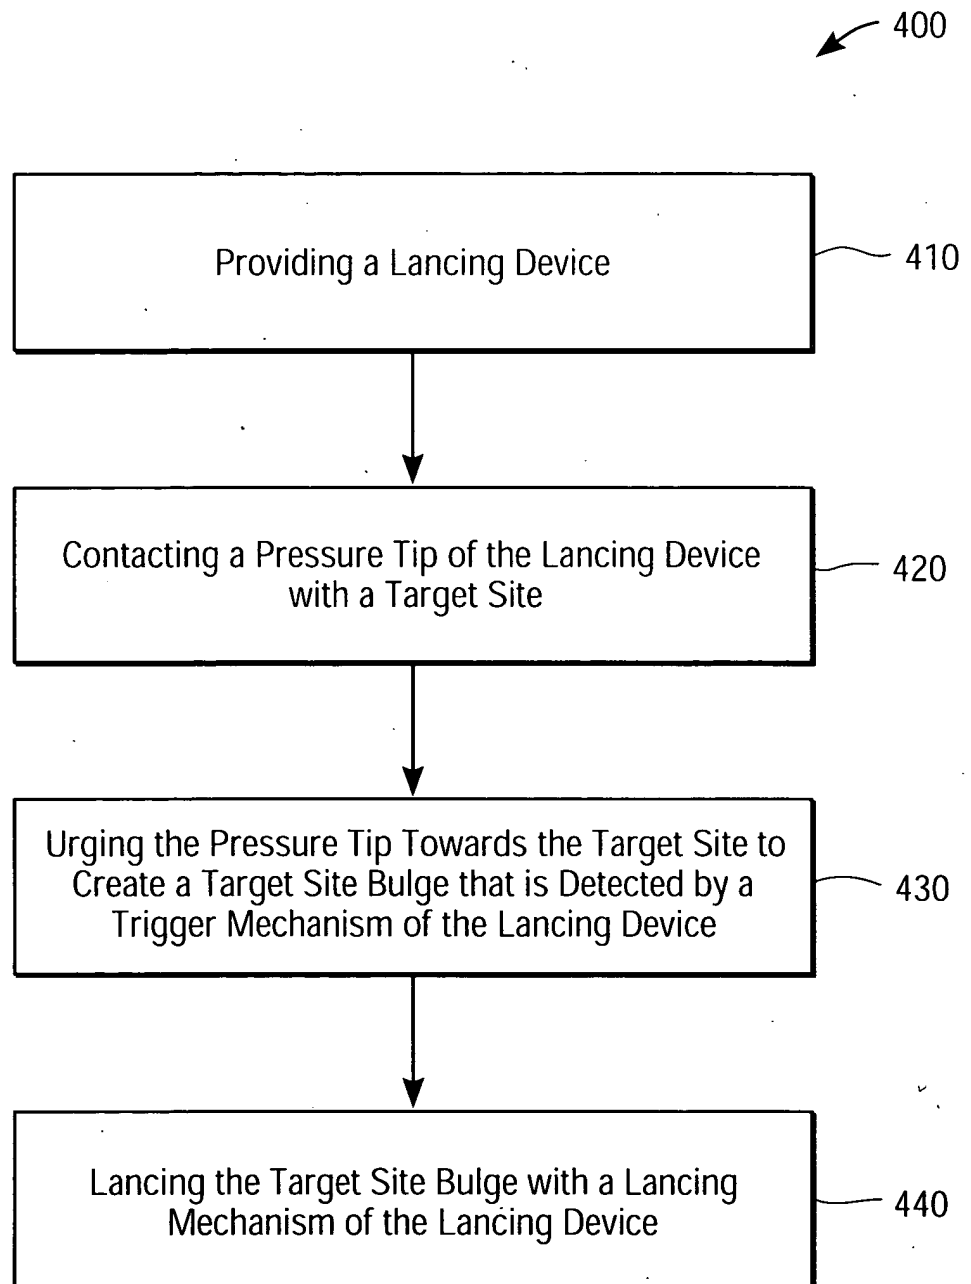 400
Providing a Lancing Device
410
Contacting a Pressure Tip of the Lancing Device
with a Target Site
420
Urging the Pressure Tip Towards the Target Site to
Create a Target Site Bulge that is Detected by a
Trigger Mechanism of the Lancing Device
430
Lancing the Target Site Bulge with a Lancing
Mechanism of the Lancing Device
440